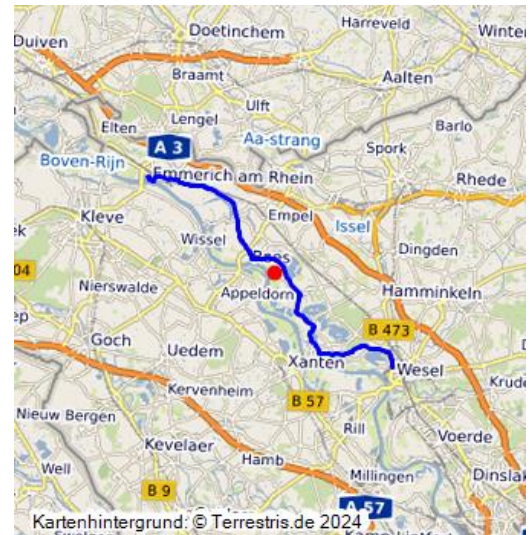 Doetinchem
Harreveld
Winter
Duiven
Braamt
Aalten
Ulft
Elten
Lengel
Aa-strang
Barlo
A 3
Spork
Boven-Rijn
Emmerich am Rhein
Rhede
Kleve
Empel
Issel
Wissel
Rees
Dingden
04
Nierswalde
Appeldorn
Hamminkeln
B 473
Goch
Uedem
Xanten
Wesel
Krude
Kervenheim
B 57
Nieuw Bergen
Rill
Voerde
Kevelaer
Hamb
Well
Millingen
Dinslak
B 9
A 57
Kartenhintergrund: © Terrestris.de 2024